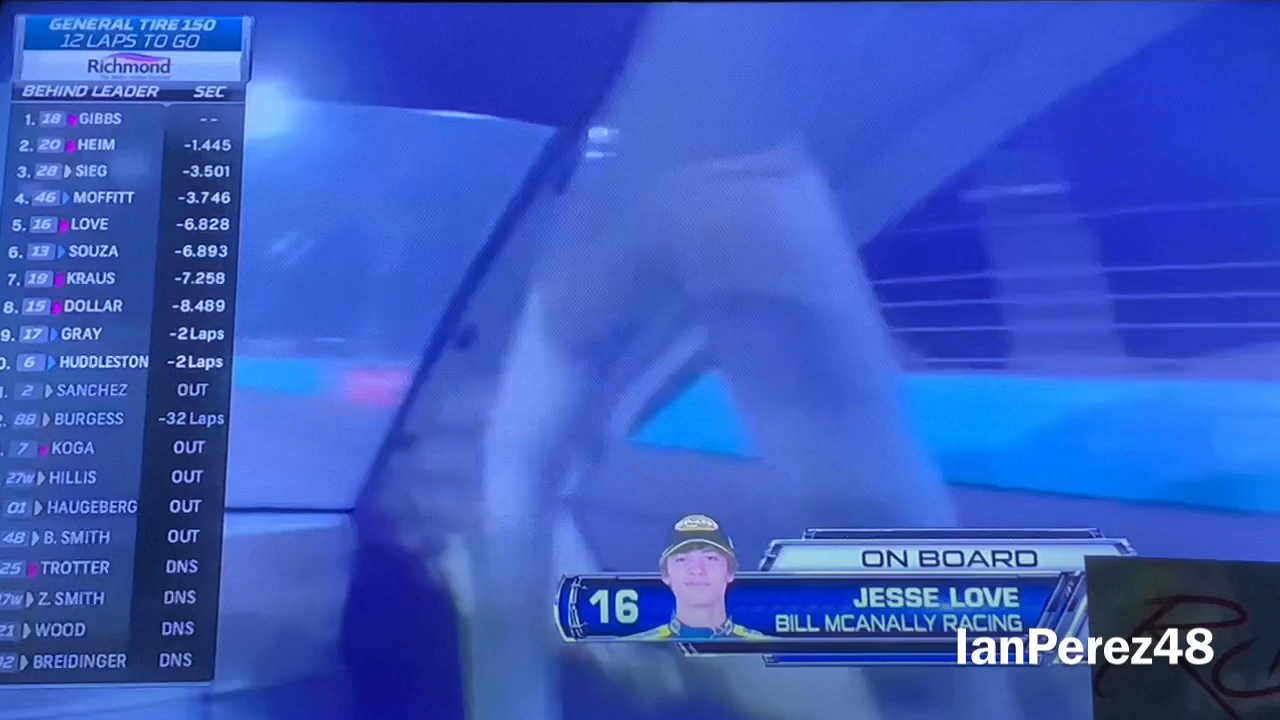 GENERAL TIRE 150
12 LAPS TO GO
Richmond
BEHIND LEADER SEC
1. 18 GIBBS --
2. 20 HEIM -1.445
3. 28 SIEG -3.501
4. 46 MOFFITT -3.746
5. 16 LOVE -6.828
6. 13 SOUZA -6.893
7. 19 KRAUS -7.258
8. 15 DOLLAR -8.489
9. 17 GRAY -2 Laps
0. 6 HUDDLESTON -2 Laps
2 SANCHEZ OUT
88 BURGESS -32 Laps
7 KOGA OUT
27W HILLIS OUT
01 HAUGEBERG OUT
48 B. SMITH OUT
25 TROTTER DNS
7W Z. SMITH DNS
21 WOOD DNS
02 BREIDINGER DNS
ON BOARD
16 JESSE LOVE
BILL MCANALLY RACING
IanPerez48